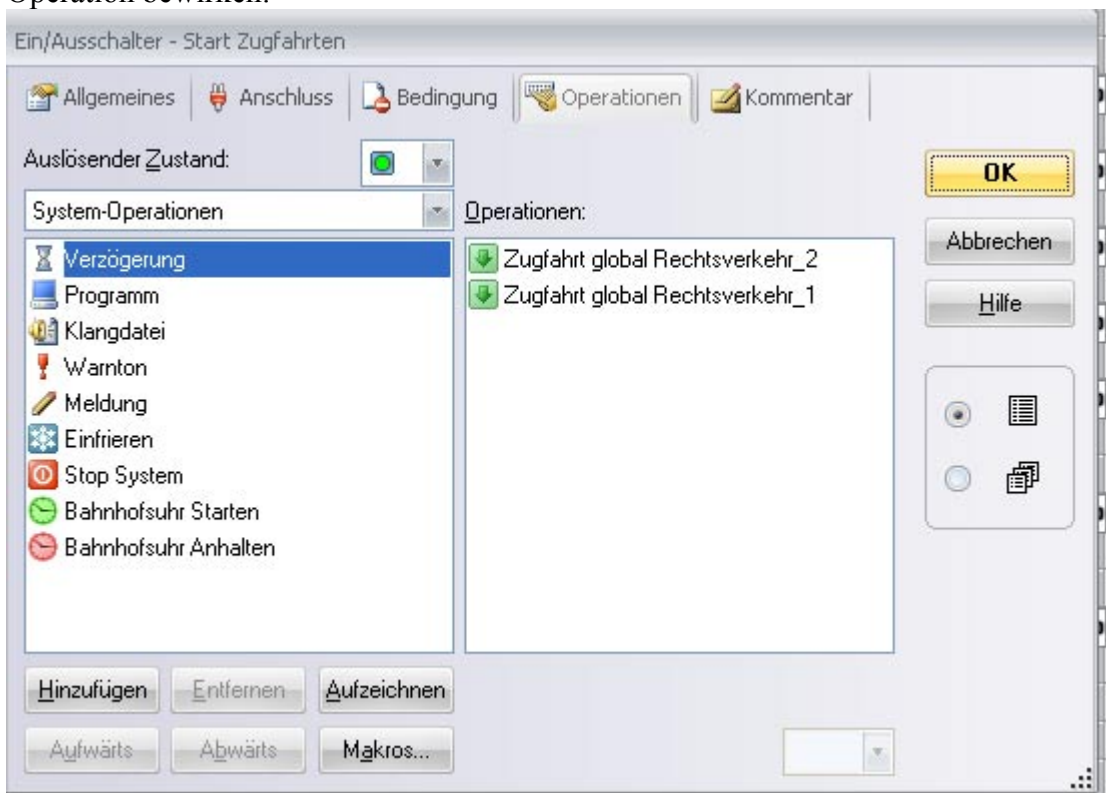 Operation bewirken.
Ein/Ausschalter - Start Zugfahrten
Allgemeines Anschluss Bedingung Operationen Kommentar
Auslösender Zustand:
System-Operationen
Operationen:
Verzögerung
Programm
Klangdatei
Warnton
Meldung
Einfrieren
Stop System
Bahnhofsuhr Starten
Bahnhofsuhr Anhalten
Zugfahrt global Rechtsverkehr_2
Zugfahrt global Rechtsverkehr_1
OK
Abbrechen
Hilfe
Hinzufügen Entfernen Aufzeichnen
Aufwärts Abwärts Makros...